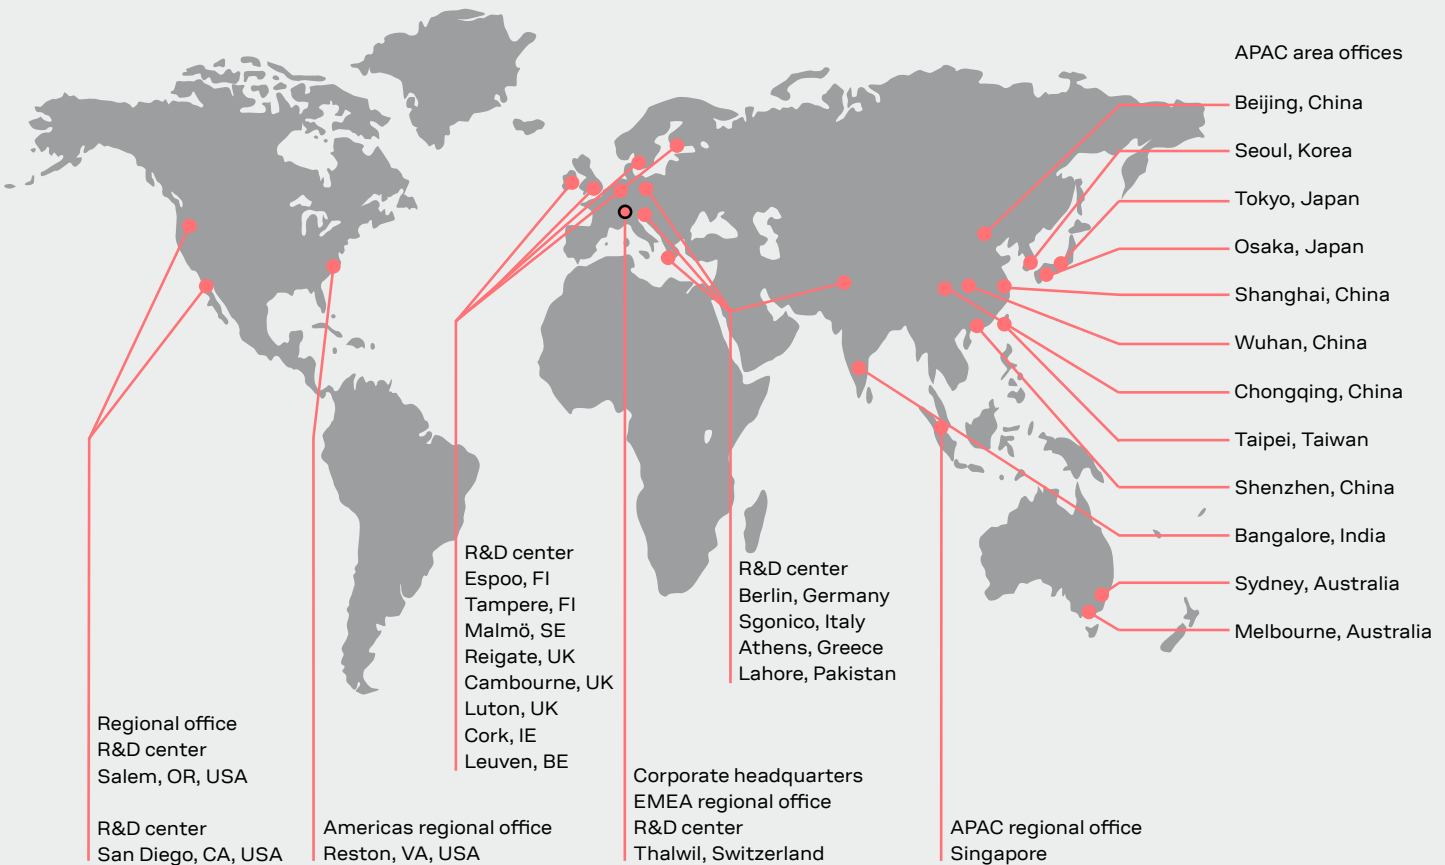 APAC area offices
Beijing, China
Seoul, Korea
Tokyo, Japan
Osaka, Japan
Shanghai, China
Wuhan, China
Chongqing, China
Taipei, Taiwan
Shenzhen, China
Bangalore, India
Sydney, Australia
Melbourne, Australia
Regional office
R&D center
Salem, OR, USA
R&D center
San Diego, CA, USA
Americas regional office
Reston, VA, USA
R&D center
Espoo, FI
Tampere, FI
Malmö, SE
Reigate, UK
Cambourne, UK
Luton, UK
Cork, IE
Leuven, BE
Corporate headquarters
EMEA regional office
R&D center
Thalwil, Switzerland
R&D center
Berlin, Germany
Sgonico, Italy
Athens, Greece
Lahore, Pakistan
APAC regional office
Singapore